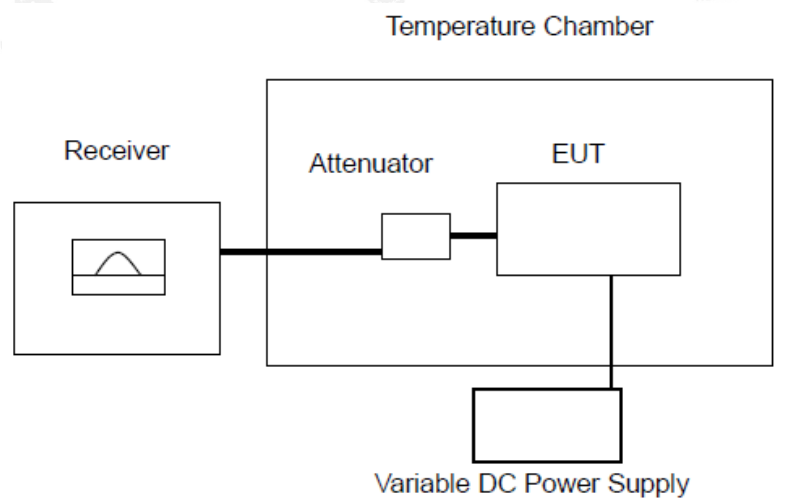 Temperature Chamber
Receiver
Attenuator
EUT
Variable DC Power Supply